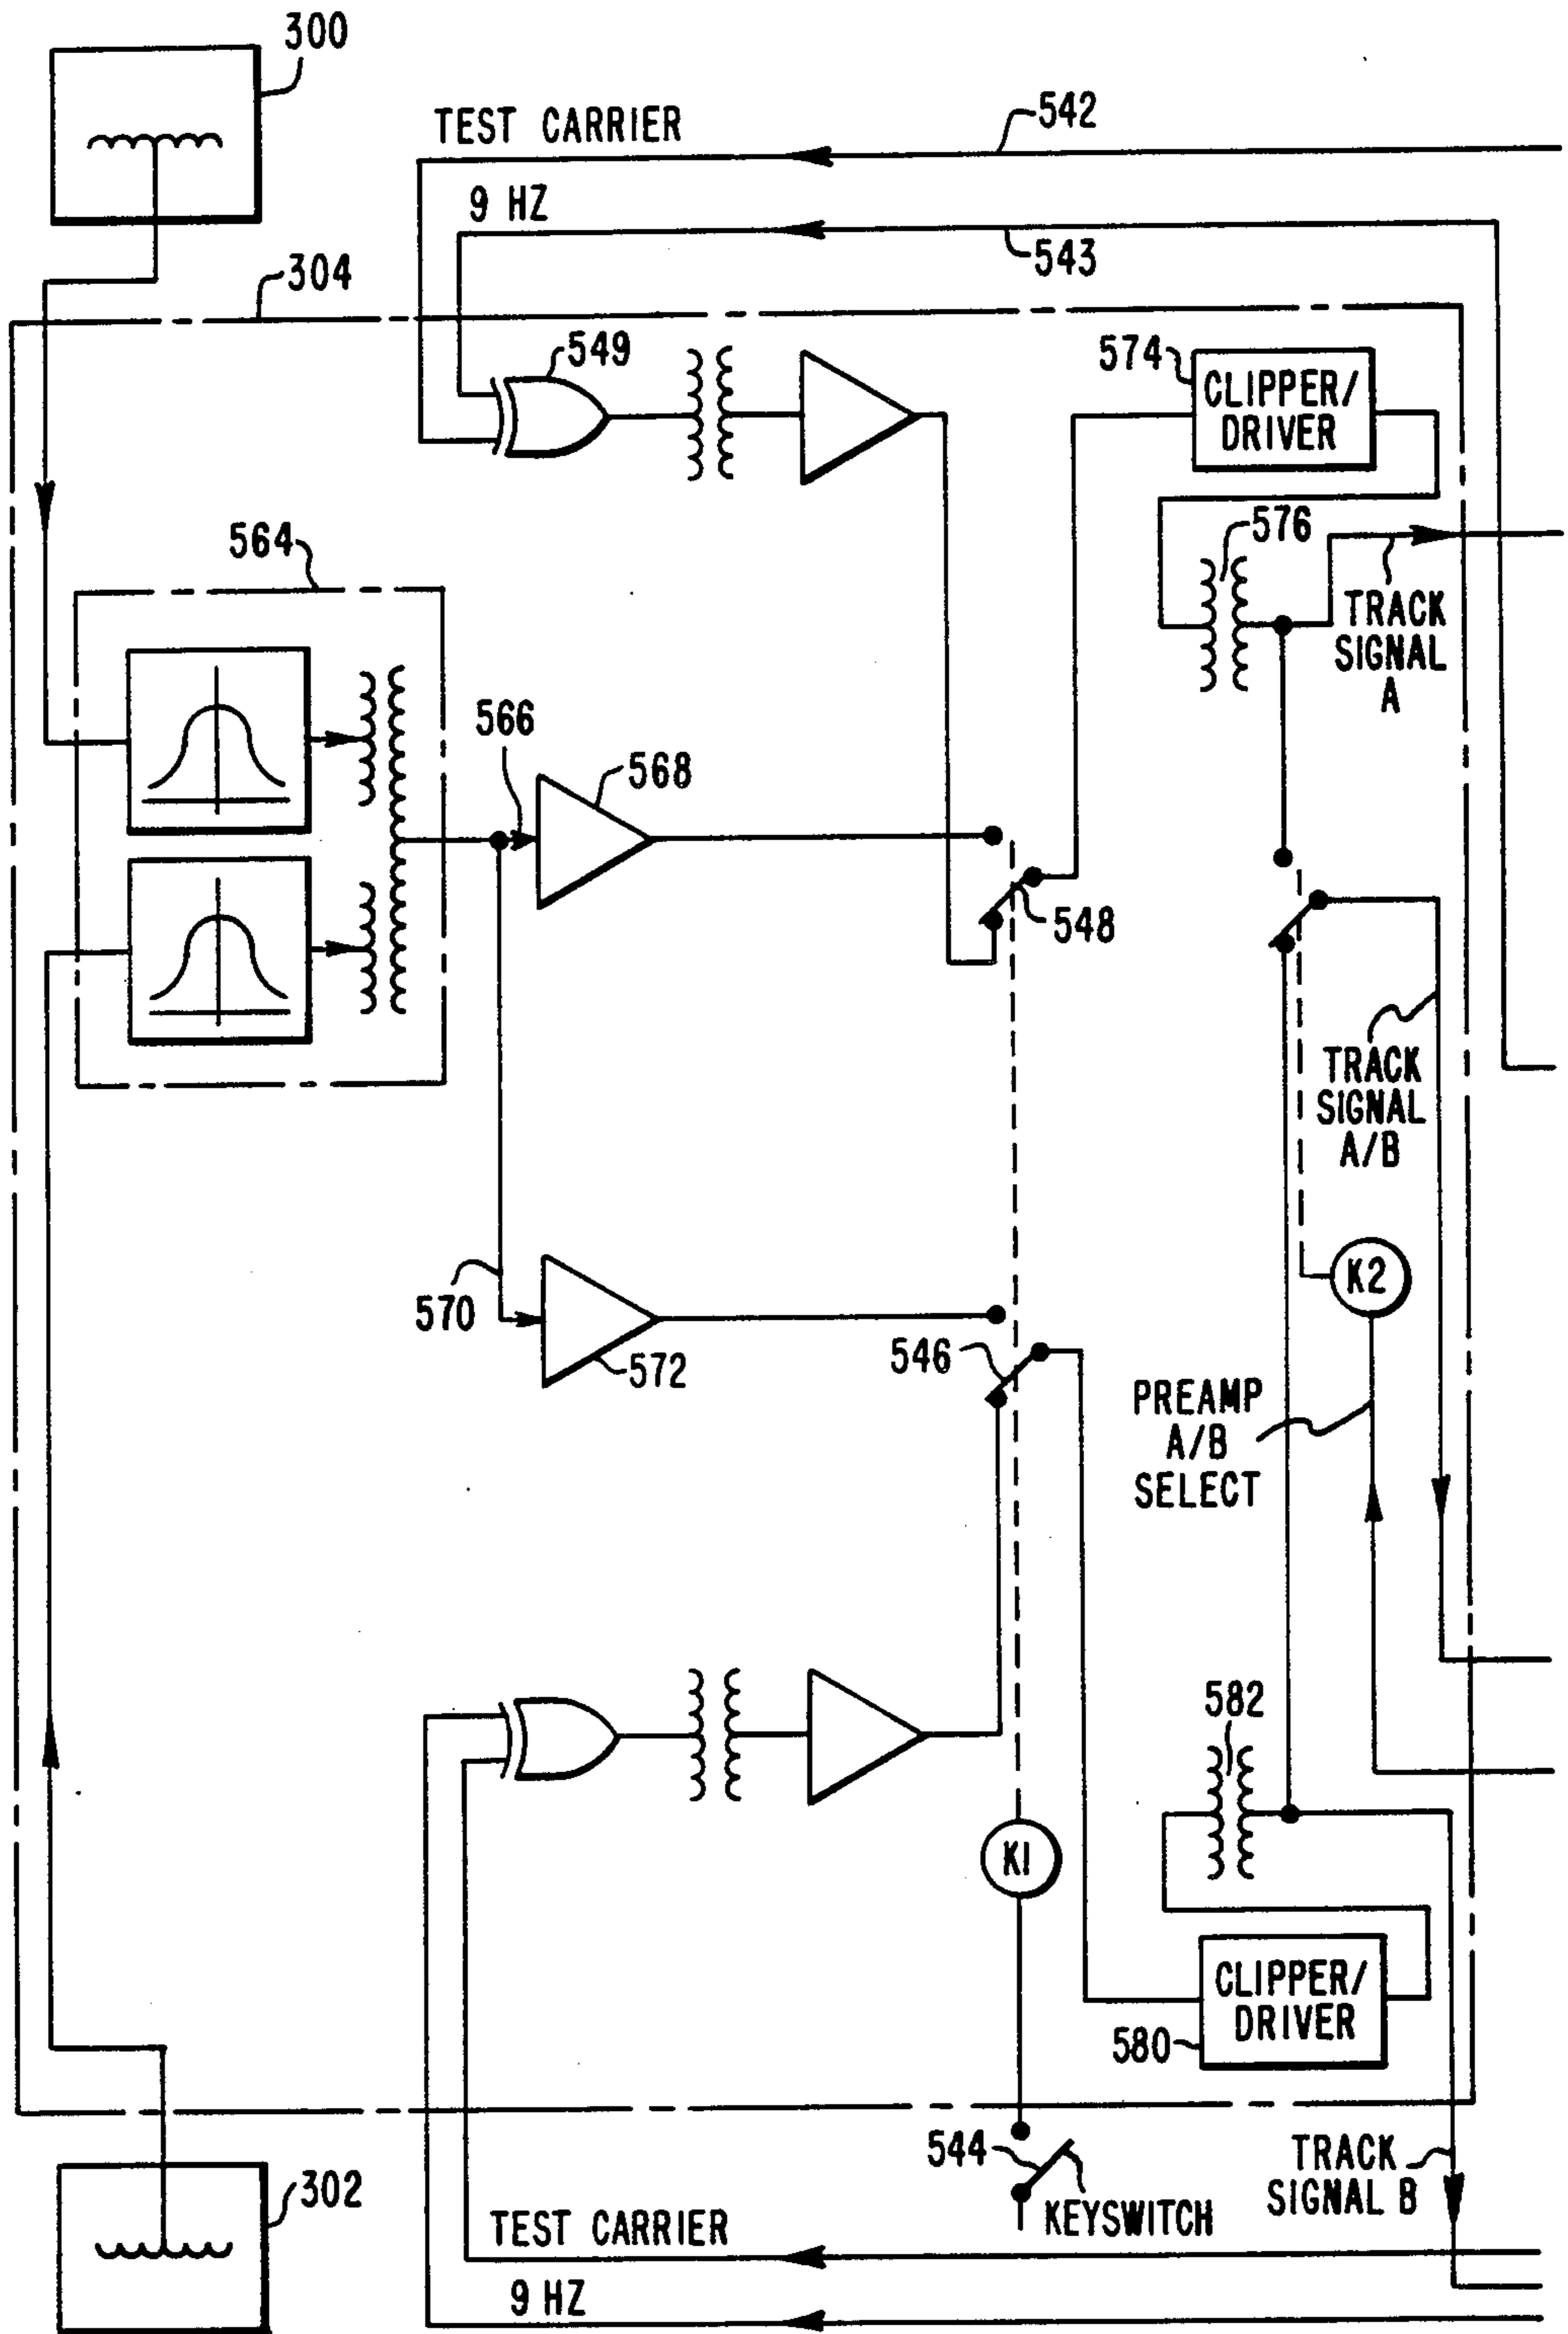 300
TEST CARRIER
542
9 HZ
543
304
549
574
CLIPPER/
DRIVER
576
564
TRACK
SIGNAL
A
566
568
548
TRACK
SIGNAL
A/B
570
572
546
K2
PREAMP
A/B
SELECT
582
K1
CLIPPER/
DRIVER
580
544
KEYSWITCH
TRACK
SIGNAL B
302
TEST CARRIER
9 HZ